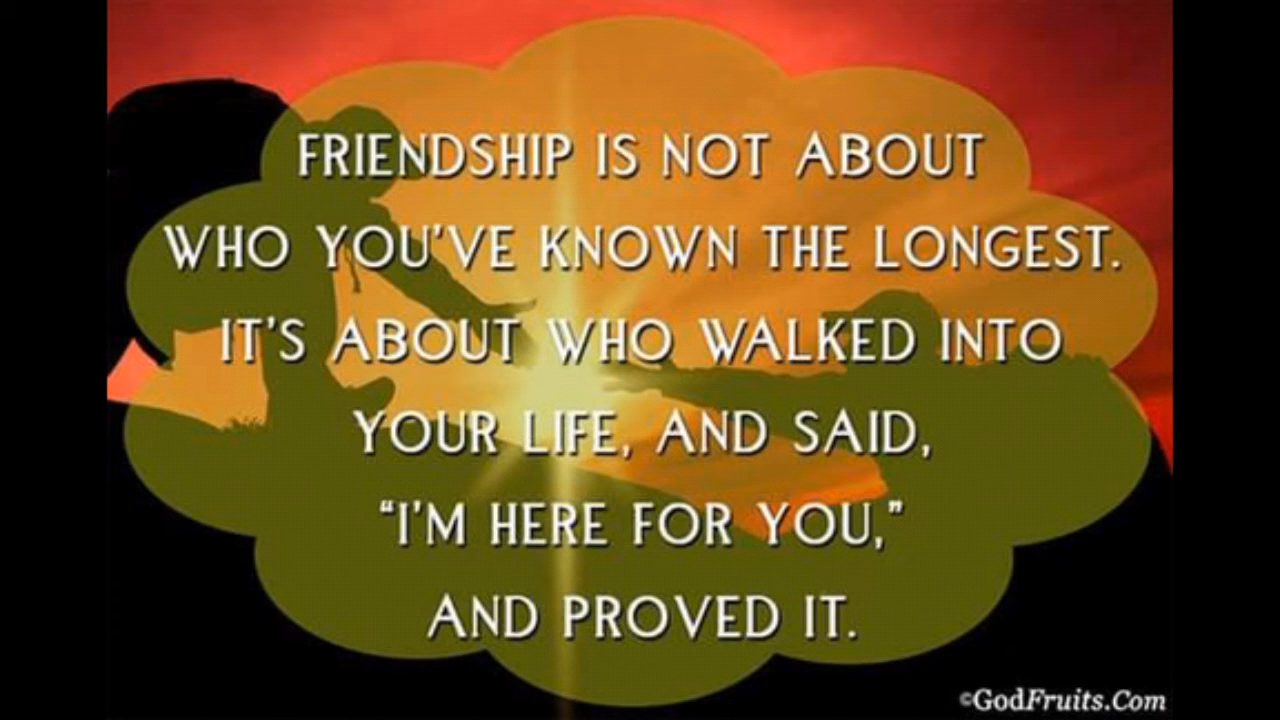 FRIENDSHIP IS NOT ABOUT
WHO YOU'VE KNOWN THE LONGEST.
IT'S ABOUT WHO WALKED INTO
YOUR LIFE, AND SAID,
“I'M HERE FOR YOU,”
AND PROVED IT.
©GodFruits.Com